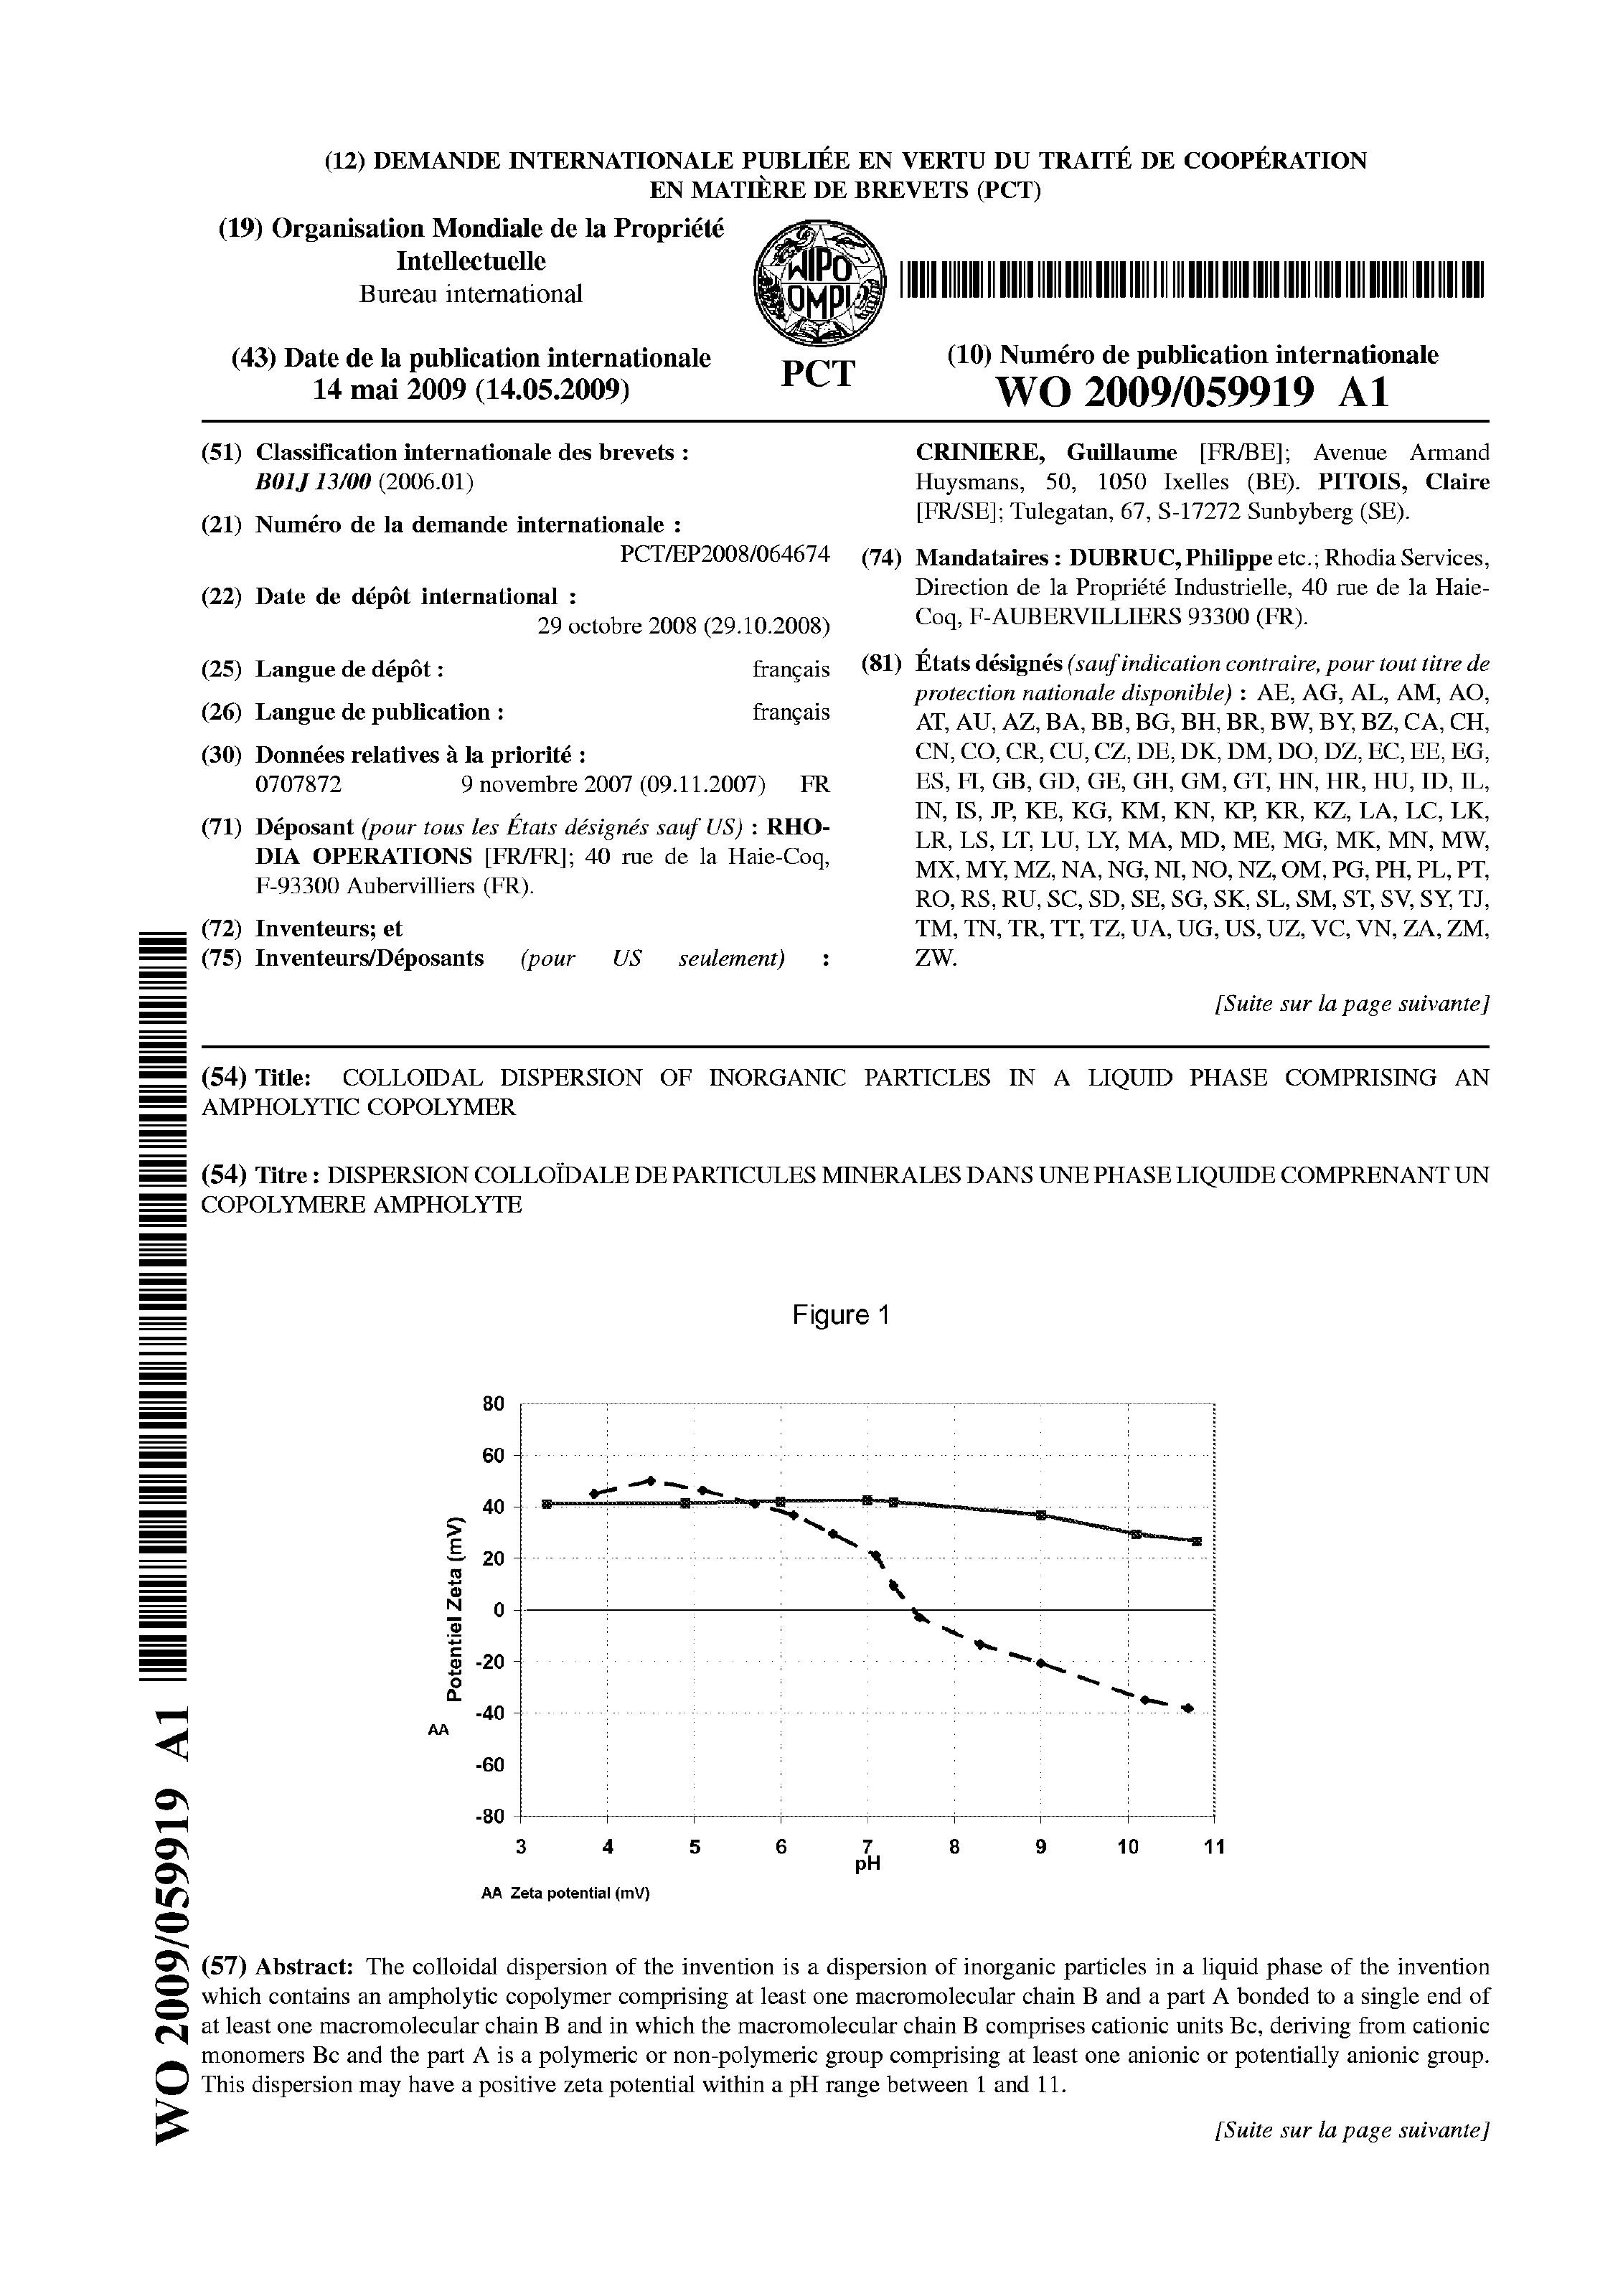 (12) DEMANDE INTERNATIONALE PUBLIÉE EN VERTU DU TRAITÉ DE COOPÉRATION
EN MATIÈRE DE BREVETS (PCT)
(19) Organisation Mondiale de la Propriété
Intellectuelle
Bureau international
(43) Date de la publication internationale
14 mai 2009 (14.05.2009)
WIPO
OMPI
PCT
(10) Numéro de publication internationale
WO 2009/059919 A1
(51) Classification internationale des brevets :
B01J 13/00 (2006.01)
(21) Numéro de la demande internationale :
PCT/EP2008/064674
(22) Date de dépôt international :
29 octobre 2008 (29.10.2008)
(25) Langue de dépôt : français
(26) Langue de publication : français
(30) Données relatives à la priorité :
0707872 9 novembre 2007 (09.11.2007) FR
(71) Déposant (pour tous les États désignés sauf US) : RHO-
DIA OPERATIONS [FR/FR]; 40 rue de la Haie-Coq,
F-93300 Aubervilliers (FR).
(72) Inventeurs; et
(75) Inventeurs/Déposants (pour US seulement) :
CRINIERE, Guillaume [FR/BE]; Avenue Armand
Huysmans, 50, 1050 Ixelles (BE). PITOIS, Claire
[FR/SE]; Tulegatan, 67, S-17272 Sunbyberg (SE).
(74) Mandataires : DUBRUC, Philippe etc.; Rhodia Services,
Direction de la Propriété Industrielle, 40 rue de la Haie-
Coq, F-AUBERVILLIERS 93300 (FR).
(81) États désignés (sauf indication contraire, pour tout titre de
protection nationale disponible) : AE, AG, AL, AM, AO,
AT, AU, AZ, BA, BB, BG, BH, BR, BW, BY, BZ, CA, CH,
CN, CO, CR, CU, CZ, DE, DK, DM, DO, DZ, EC, EE, EG,
ES, FI, GB, GD, GE, GH, GM, GT, HN, HR, HU, ID, IL,
IN, IS, JP, KE, KG, KM, KN, KP, KR, KZ, LA, LC, LK,
LR, LS, LT, LU, LY, MA, MD, ME, MG, MK, MN, MW,
MX, MY, MZ, NA, NG, NI, NO, NZ, OM, PG, PH, PL, PT,
RO, RS, RU, SC, SD, SE, SG, SK, SL, SM, ST, SV, SY, TJ,
TM, TN, TR, TT, TZ, UA, UG, US, UZ, VC, VN, ZA, ZM,
ZW.
[Suite sur la page suivante]
(54) Title: COLLOIDAL DISPERSION OF INORGANIC PARTICLES IN A LIQUID PHASE COMPRISING AN
AMPHOLYTIC COPOLYMER
(54) Titre : DISPERSION COLLOÏDALE DE PARTICULES MINERALES DANS UNE PHASE LIQUIDE COMPRENANT UN
COPOLYMERE AMPHOLYTE
Figure 1
80
60
40
20
0
-20
-40
-60
-80
Potentiel Zeta (mV)
AA
3 4 5 6 7 8 9 10 11
pH
AA Zeta potential (mV)
(57) Abstract: The colloidal dispersion of the invention is a dispersion of inorganic particles in a liquid phase of the invention
which contains an ampholytic copolymer comprising at least one macromolecular chain B and a part A bonded to a single end of
at least one macromolecular chain B and in which the macromolecular chain B comprises cationic units Bc, deriving from cationic
monomers Bc and the part A is a polymeric or non-polymeric group comprising at least one anionic or potentially anionic group.
This dispersion may have a positive zeta potential within a pH range between 1 and 11.
[Suite sur la page suivante]
WO 2009/059919 A1